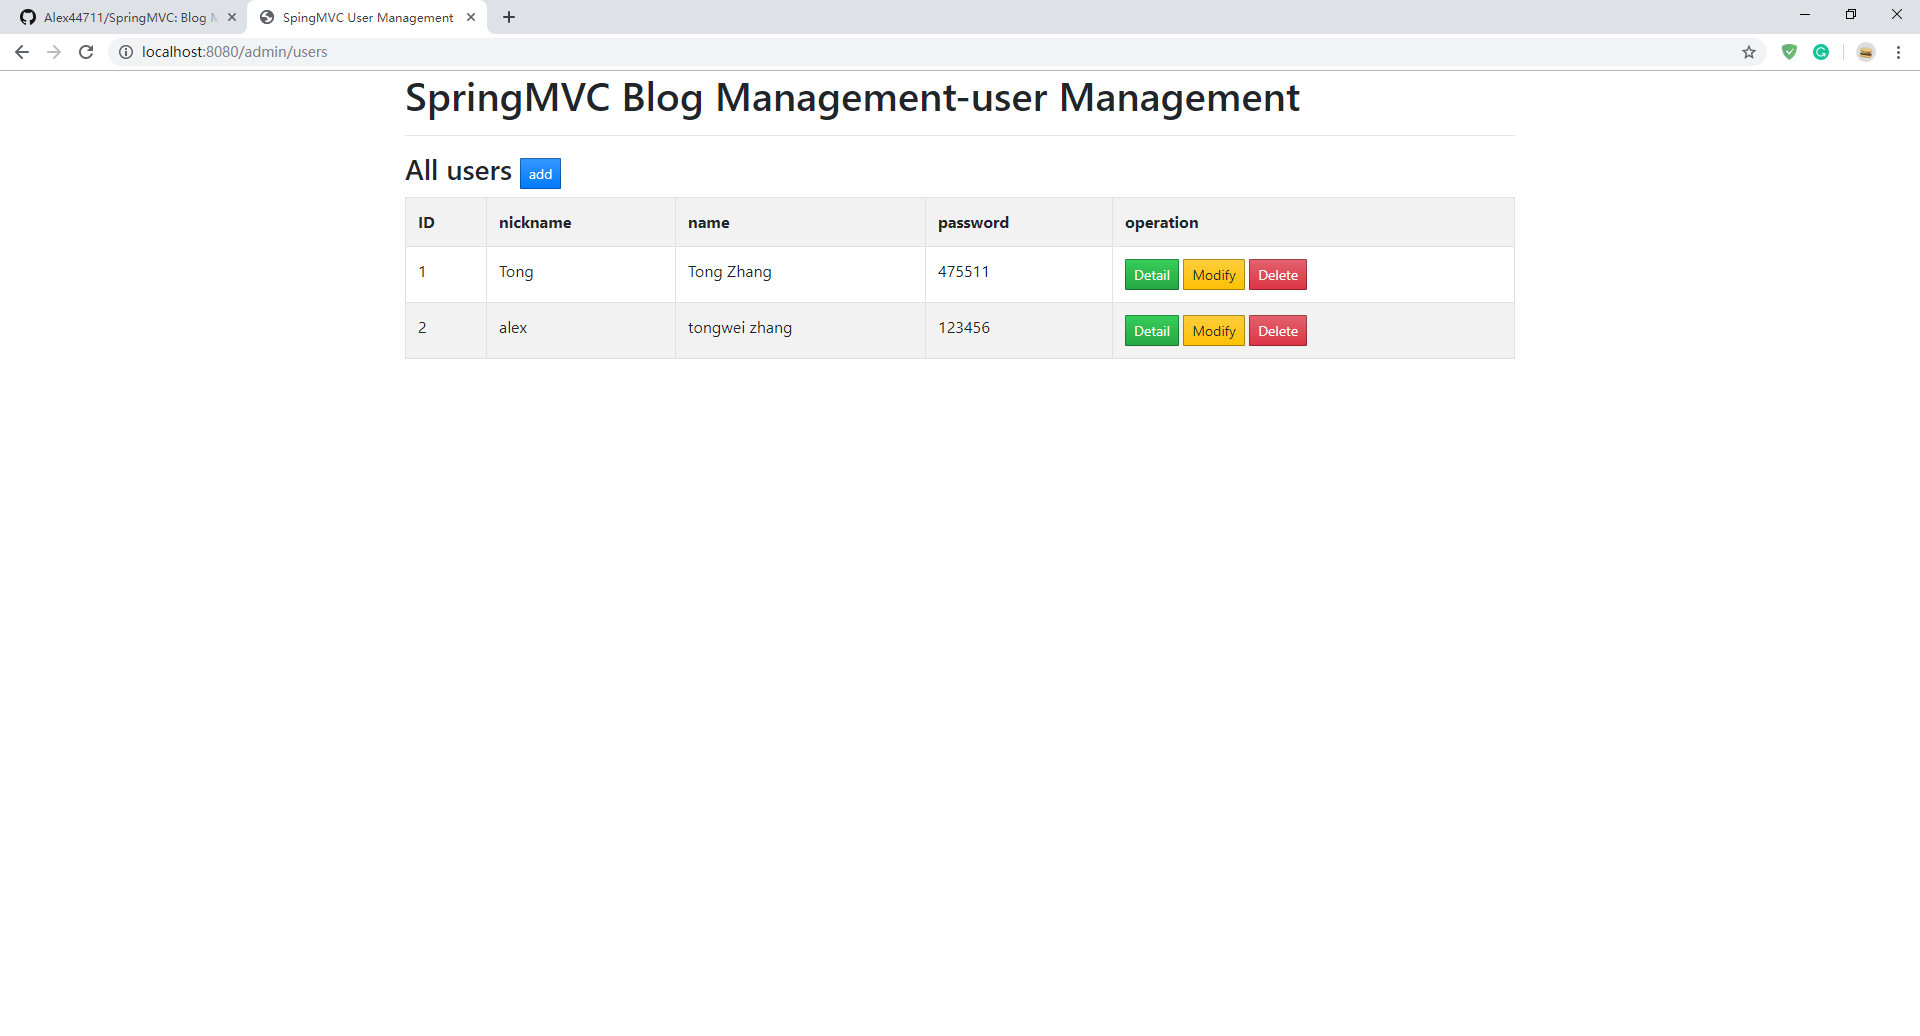 Alex44711/SpringMVC: Blog M
SpingMVC User Management
localhost:8080/admin/users
SpringMVC Blog Management-user Management
All users add
ID nickname name password operation
1 Tong Tong Zhang 475511 Detail Modify Delete
2 alex tongwei zhang 123456 Detail Modify Delete